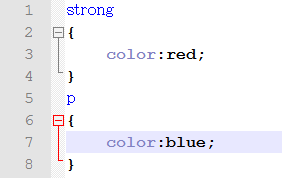 1 strong
2 {
3 color:red;
4 }
5 p
6 {
7 color:blue;
8 }